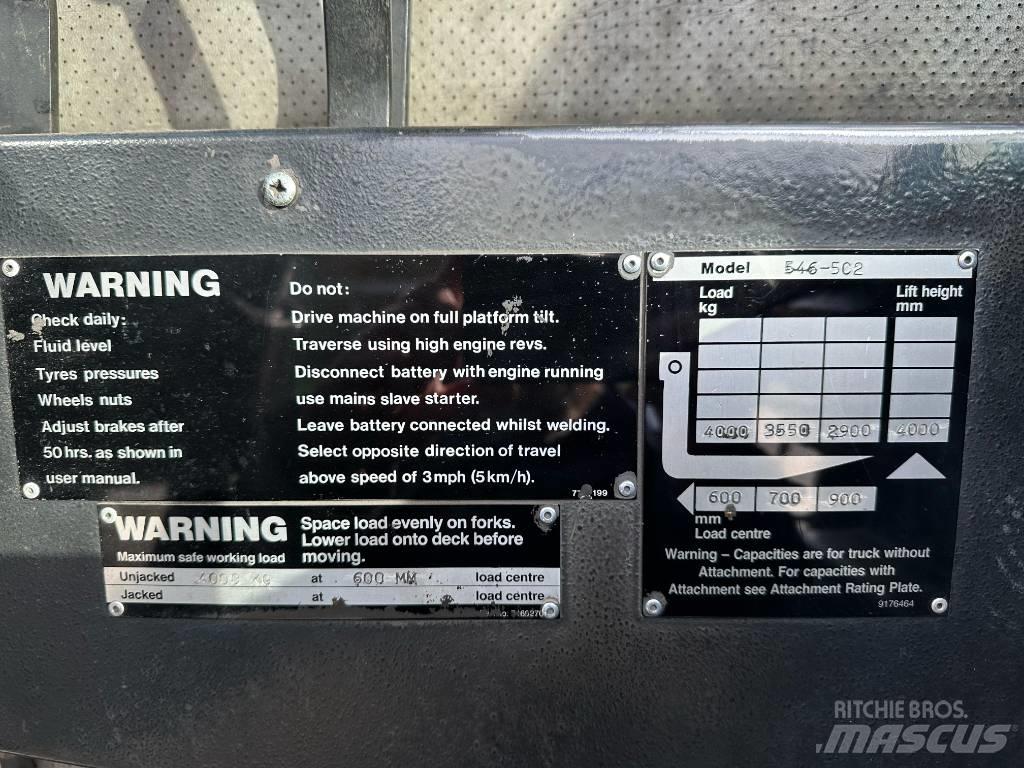 WARNING
Check daily:
Fluid level
Tyres pressures
Wheels nuts
Adjust brakes after
50 hrs. as shown in
user manual.
Do not:
Drive machine on full platform tilt.
Traverse using high engine revs.
Disconnect battery with engine running
use mains slave starter.
Leave battery connected whilst welding.
Select opposite direction of travel
above speed of 3mph (5km/h).
WARNING
Maximum safe working load
Space load evenly on forks.
Lower load onto deck before
moving.
Unjacked at 600 MM load centre
Jacked at load centre
Model 546-5C2
Load
kg
Lift height
mm
4000 3550 2900 4000
600 700 900
mm
Load centre
Warning – Capacities are for truck without
Attachment. For capacities with
Attachment see Attachment Rating Plate.
9176464
RITCHIE BROS.
MASCUS